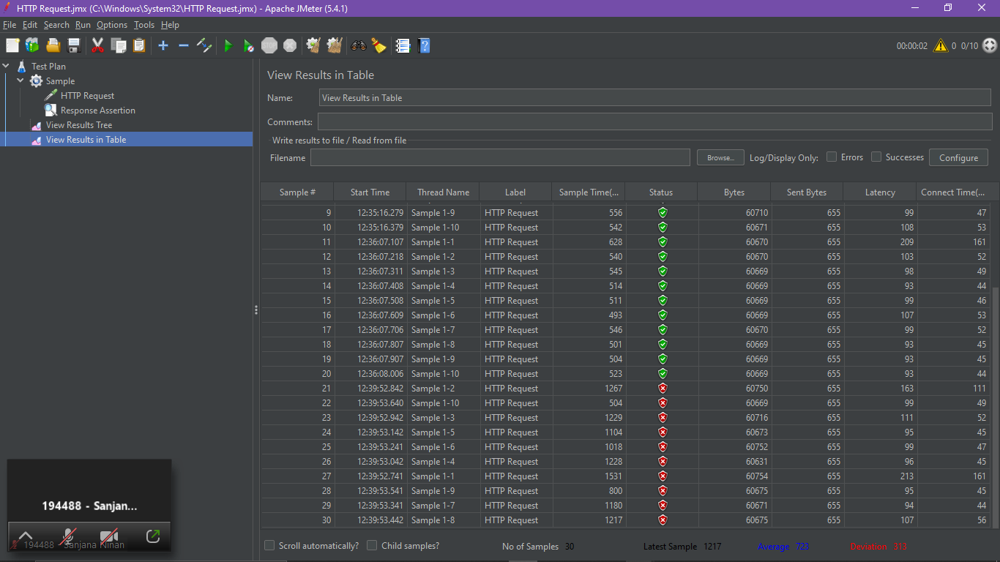 HTTP Request.jmx (C:\Windows\System32\HTTP Request.jmx) - Apache JMeter (5.4.1)
File Edit Search Run Options Tools Help
00:00:02 0 0/10
Test Plan
Sample
HTTP Request
Response Assertion
View Results Tree
View Results in Table
View Results in Table
Name: View Results in Table
Comments:
Write results to file / Read from file
Filename Browse... Log/Display Only: Errors Successes Configure
Sample # Start Time Thread Name Label Sample Time(... Status Bytes Sent Bytes Latency Connect Time(...
9 12:35:16.279 Sample 1-9 HTTP Request 556 60710 655 99 47
10 12:35:16.379 Sample 1-10 HTTP Request 542 60671 655 108 53
11 12:36:07.107 Sample 1-1 HTTP Request 628 60670 655 209 161
12 12:36:07.218 Sample 1-2 HTTP Request 540 60670 655 103 52
13 12:36:07.311 Sample 1-3 HTTP Request 545 60669 655 98 49
14 12:36:07.408 Sample 1-4 HTTP Request 514 60669 655 93 44
15 12:36:07.508 Sample 1-5 HTTP Request 511 60669 655 99 46
16 12:36:07.609 Sample 1-6 HTTP Request 493 60669 655 107 53
17 12:36:07.706 Sample 1-7 HTTP Request 546 60670 655 99 52
18 12:36:07.807 Sample 1-8 HTTP Request 501 60669 655 93 45
19 12:36:07.907 Sample 1-9 HTTP Request 504 60669 655 93 45
20 12:36:08.006 Sample 1-10 HTTP Request 523 60669 655 93 44
21 12:39:52.842 Sample 1-2 HTTP Request 1267 60750 655 163 111
22 12:39:53.640 Sample 1-10 HTTP Request 504 60669 655 99 49
23 12:39:52.942 Sample 1-3 HTTP Request 1229 60716 655 111 52
24 12:39:53.142 Sample 1-5 HTTP Request 1104 60673 655 95 45
25 12:39:53.241 Sample 1-6 HTTP Request 1018 60752 655 99 47
26 12:39:53.042 Sample 1-4 HTTP Request 1228 60631 655 96 45
27 12:39:52.741 Sample 1-1 HTTP Request 1531 60754 655 213 161
28 12:39:53.541 Sample 1-9 HTTP Request 800 60675 655 95 45
29 12:39:53.341 Sample 1-7 HTTP Request 1180 60671 655 94 44
30 12:39:53.442 Sample 1-8 HTTP Request 1217 60675 655 107 56
194488 - Sanjan...
194488 - Sanjana Ninan
Scroll automatically? Child samples? No of Samples 30 Latest Sample 1217 Average 723 Deviation 313